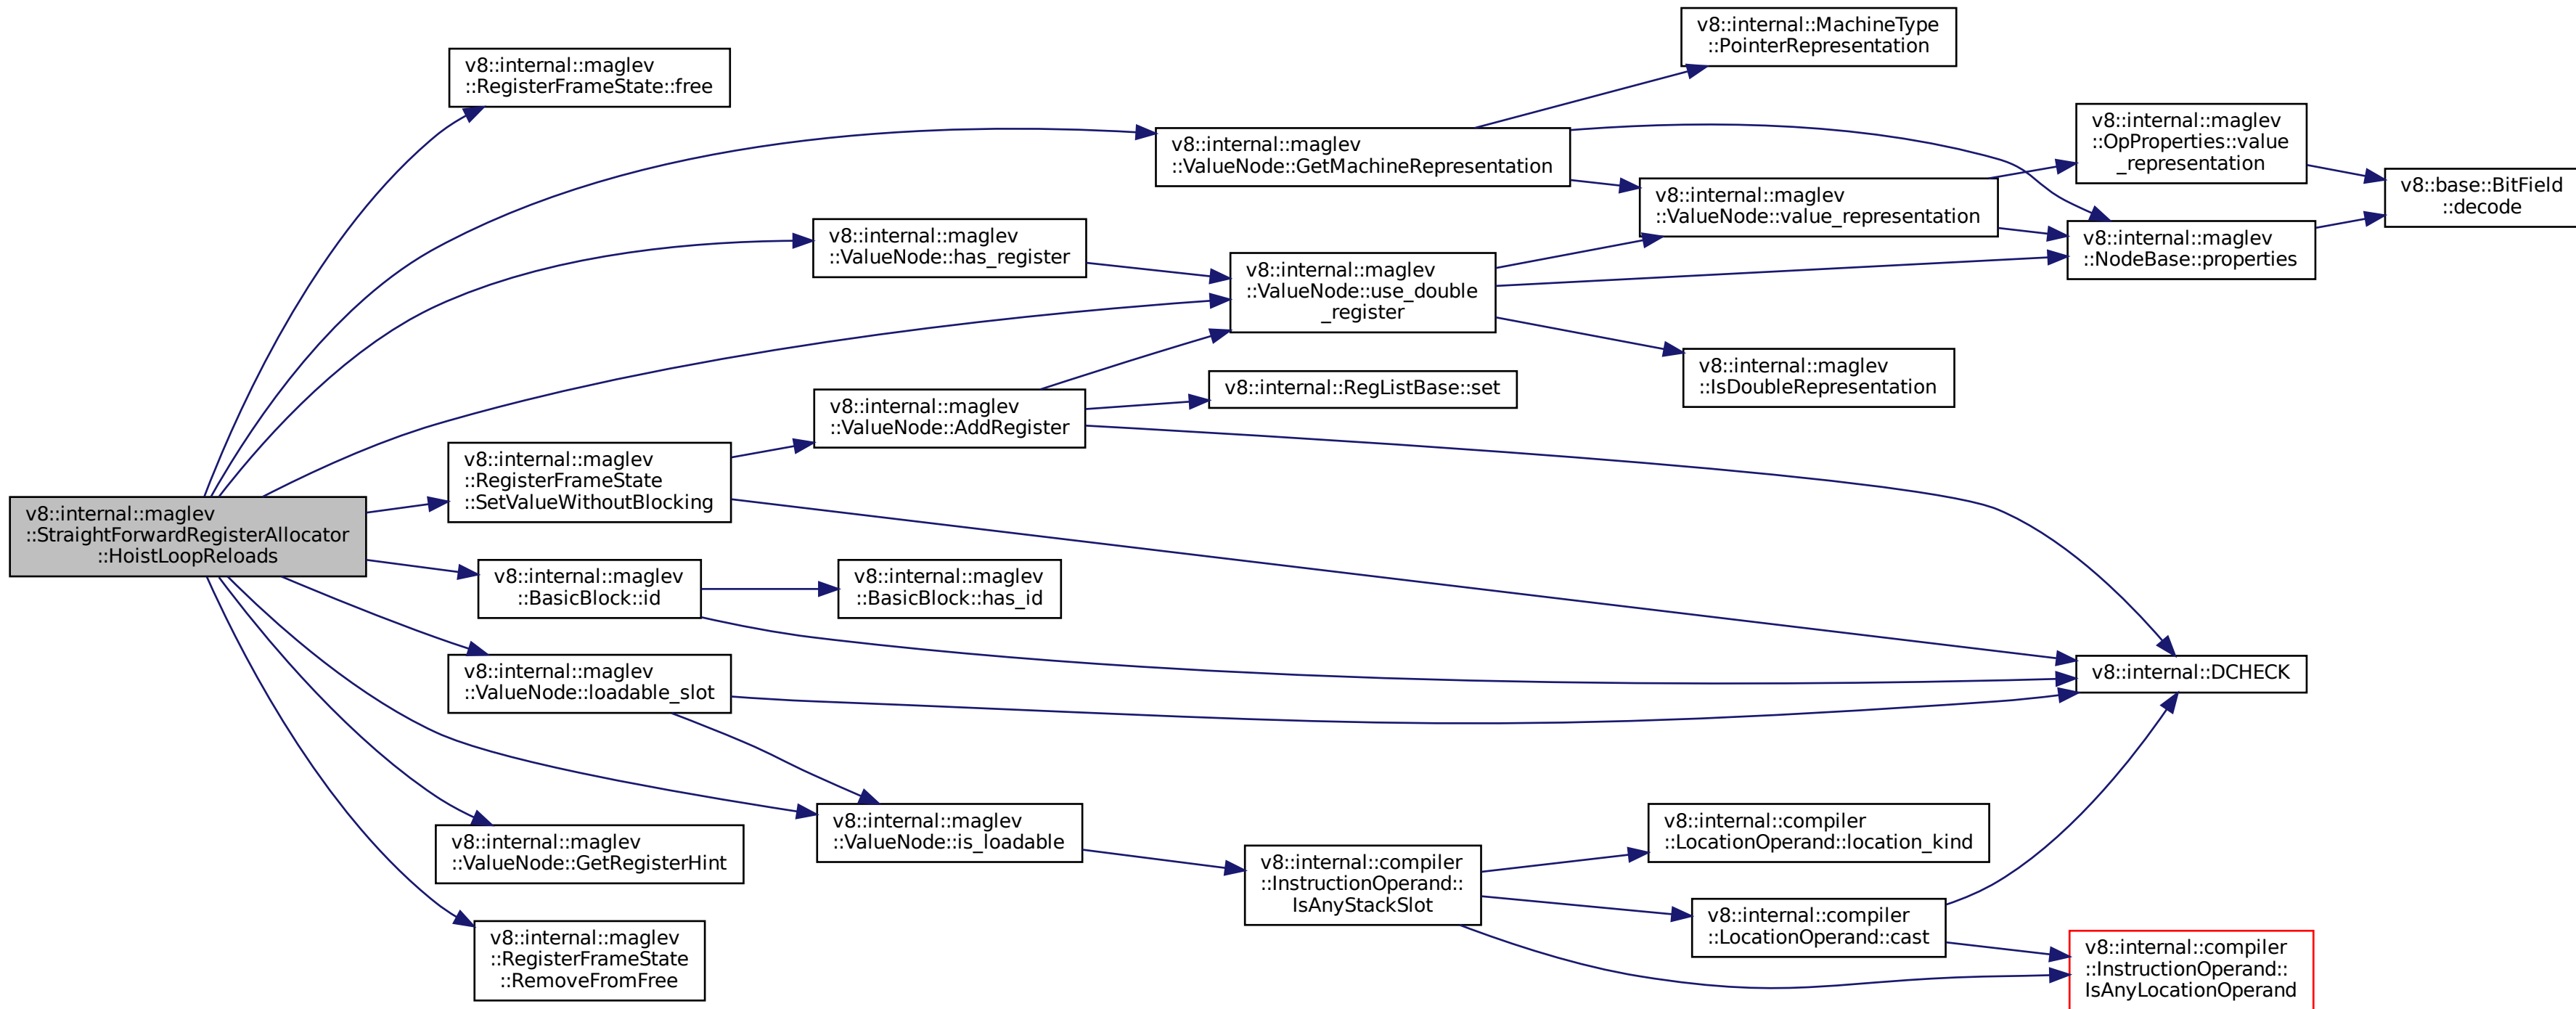 v8::internal::maglev
::StraightForwardRegisterAllocator
::HoistLoopReloads
v8::internal::maglev
::RegisterFrameState::free
v8::internal::maglev
::ValueNode::GetMachineRepresentation
v8::internal::MachineType
::PointerRepresentation
v8::internal::maglev
::ValueNode::value_representation
v8::internal::maglev
::OpProperties::value
_representation
v8::base::BitField
::decode
v8::internal::maglev
::NodeBase::properties
v8::internal::maglev
::ValueNode::has_register
v8::internal::maglev
::ValueNode::use_double
_register
v8::internal::maglev
::IsDoubleRepresentation
v8::internal::maglev
::RegisterFrameState
::SetValueWithoutBlocking
v8::internal::maglev
::ValueNode::AddRegister
v8::internal::RegListBase::set
v8::internal::DCHECK
v8::internal::maglev
::BasicBlock::id
v8::internal::maglev
::BasicBlock::has_id
v8::internal::maglev
::ValueNode::loadable_slot
v8::internal::maglev
::ValueNode::is_loadable
v8::internal::compiler
::InstructionOperand::
IsAnyStackSlot
v8::internal::compiler
::LocationOperand::location_kind
v8::internal::compiler
::LocationOperand::cast
v8::internal::compiler
::InstructionOperand::
IsAnyLocationOperand
v8::internal::maglev
::ValueNode::GetRegisterHint
v8::internal::maglev
::RegisterFrameState
::RemoveFromFree